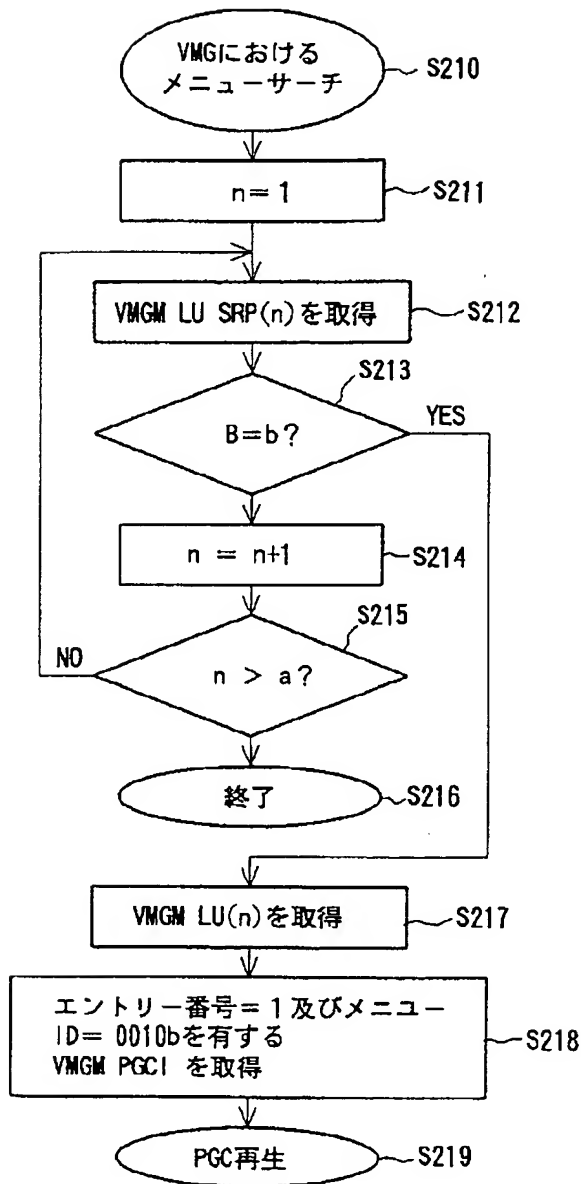 VMGにおける
メニューサーチ
S210
n=1
S211
VMGM LU SRP(n)を取得
S212
S213
B=b?
YES
n = n+1
S214
S215
NO
n > a?
終了
S216
VMGM LU(n)を取得
S217
エントリー番号=1及びメニュー
ID=0010bを有する
VMGM PGCI を取得
S218
PGC再生
S219